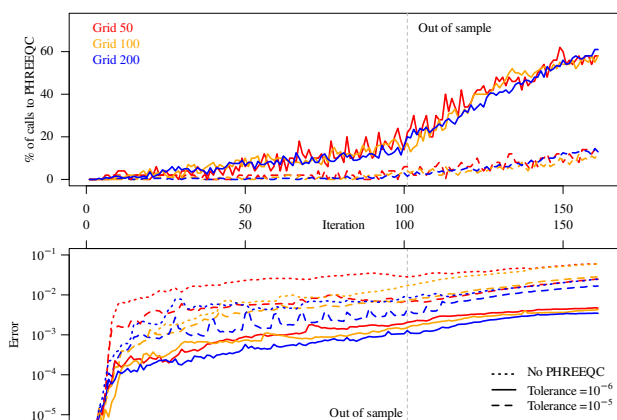 Grid 50
Grid 100
Grid 200
Out of sample
% of calls to PHREEQC
60
40
20
0
0 50 100 150
Iteration
0 50 100 150
Error
10⁻¹
10⁻²
10⁻³
10⁻⁴
10⁻⁵
No PHREEQC
Tolerance =10⁻⁶
Tolerance =10⁻⁵
Out of sample